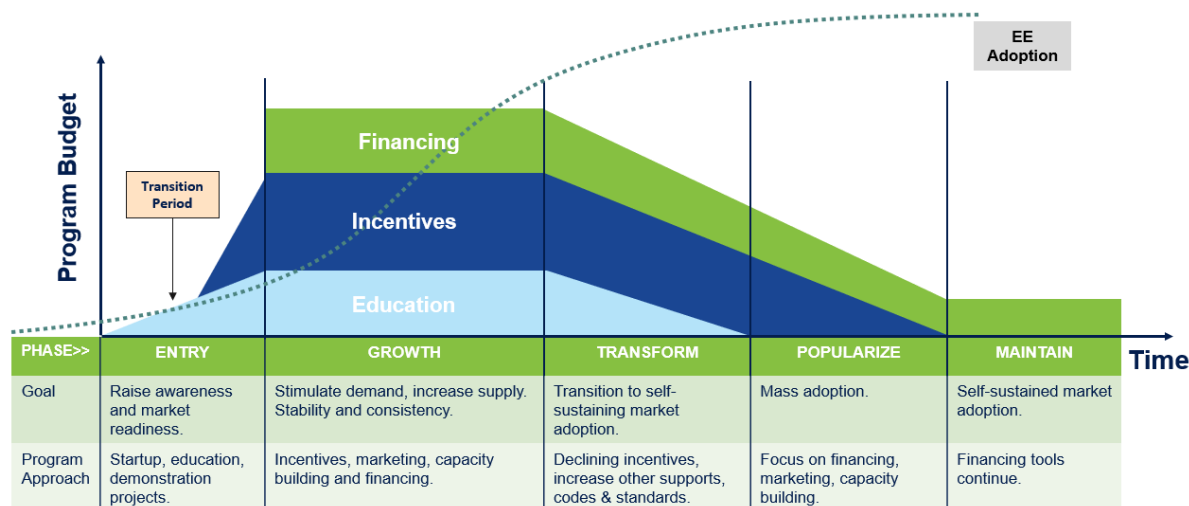 EE
Adoption
Program Budget
Financing
Transition
Period
Incentives
Education
PHASE>> ENTRY GROWTH TRANSFORM POPULARIZE MAINTAIN
Time
Goal
Raise awareness
and market
readiness.
Stimulate demand, increase supply.
Stability and consistency.
Transition to self-
sustaining market
adoption.
Mass adoption.
Self-sustained market
adoption.
Program
Approach
Startup, education,
demonstration
projects.
Incentives, marketing, capacity
building and financing.
Declining incentives,
increase other supports,
codes & standards.
Focus on financing,
marketing, capacity
building.
Financing tools
continue.